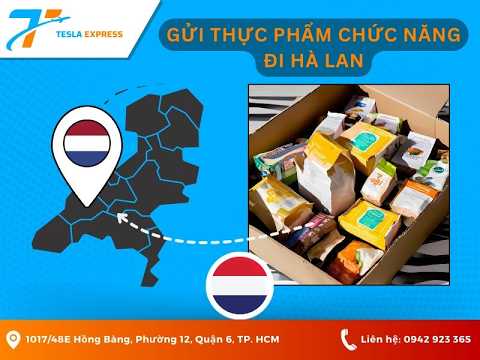 TESLA EXPRESS
GỬI THỰC PHẨM CHỨC NĂNG
ĐI HÀ LAN
1017/48E Hồng Bàng, Phường 12, Quận 6, TP. HCM
Liên hệ: 0942 923 365